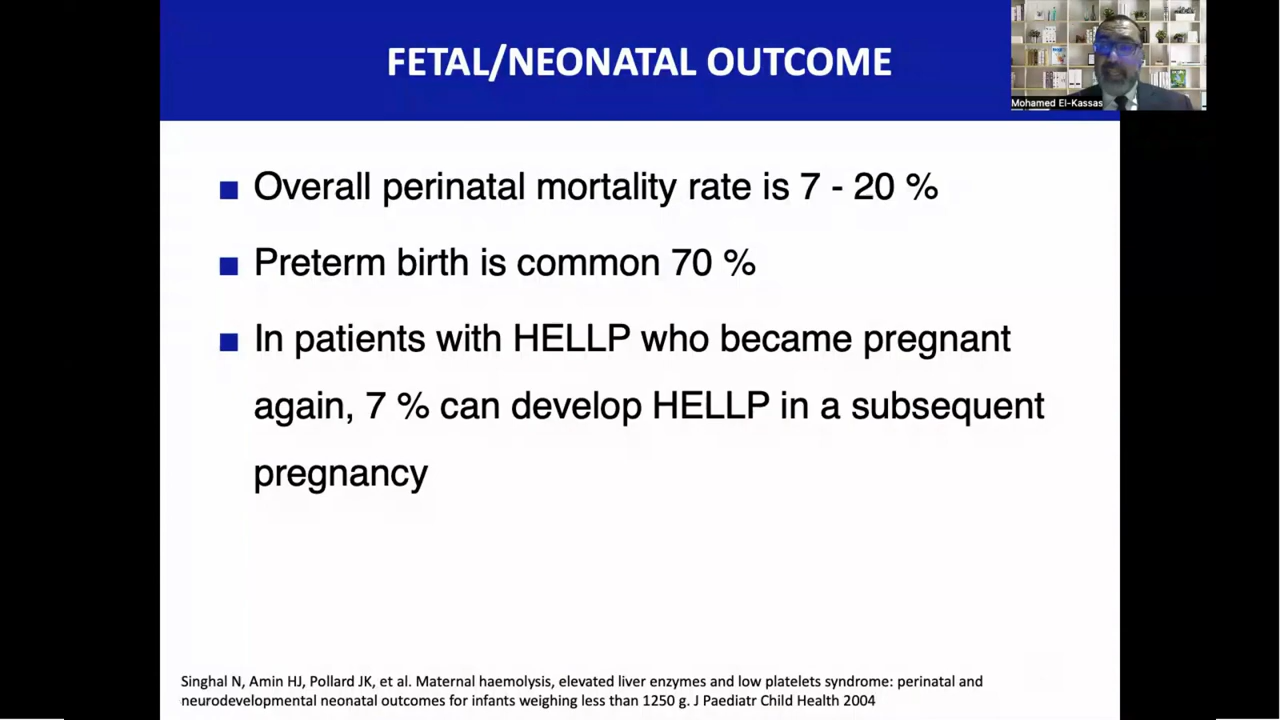 FETAL/NEONATAL OUTCOME
Mohamed El-Kassas
Overall perinatal mortality rate is 7 - 20 %
Preterm birth is common 70 %
In patients with HELLP who became pregnant
again, 7 % can develop HELLP in a subsequent
pregnancy
Singhal N, Amin HJ, Pollard JK, et al. Maternal haemolysis, elevated liver enzymes and low platelets syndrome: perinatal and
neurodevelopmental neonatal outcomes for infants weighing less than 1250 g. J Paediatr Child Health 2004